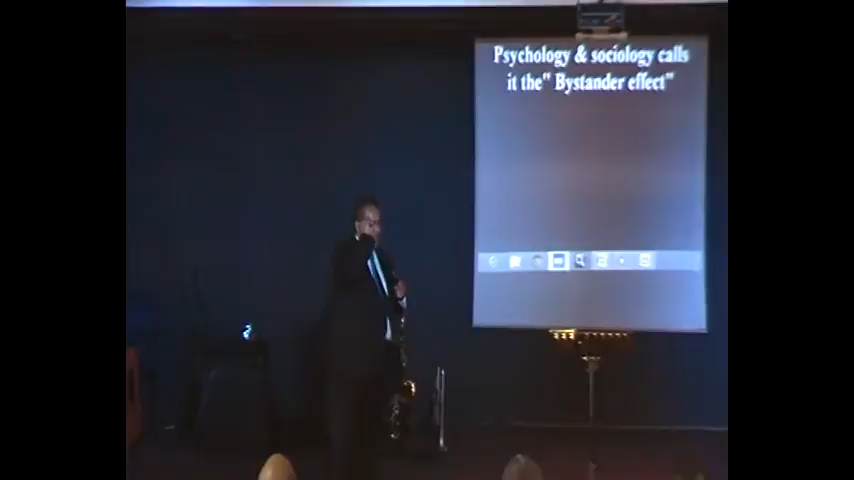 Psychology & sociology calls
it the" Bystander effect"